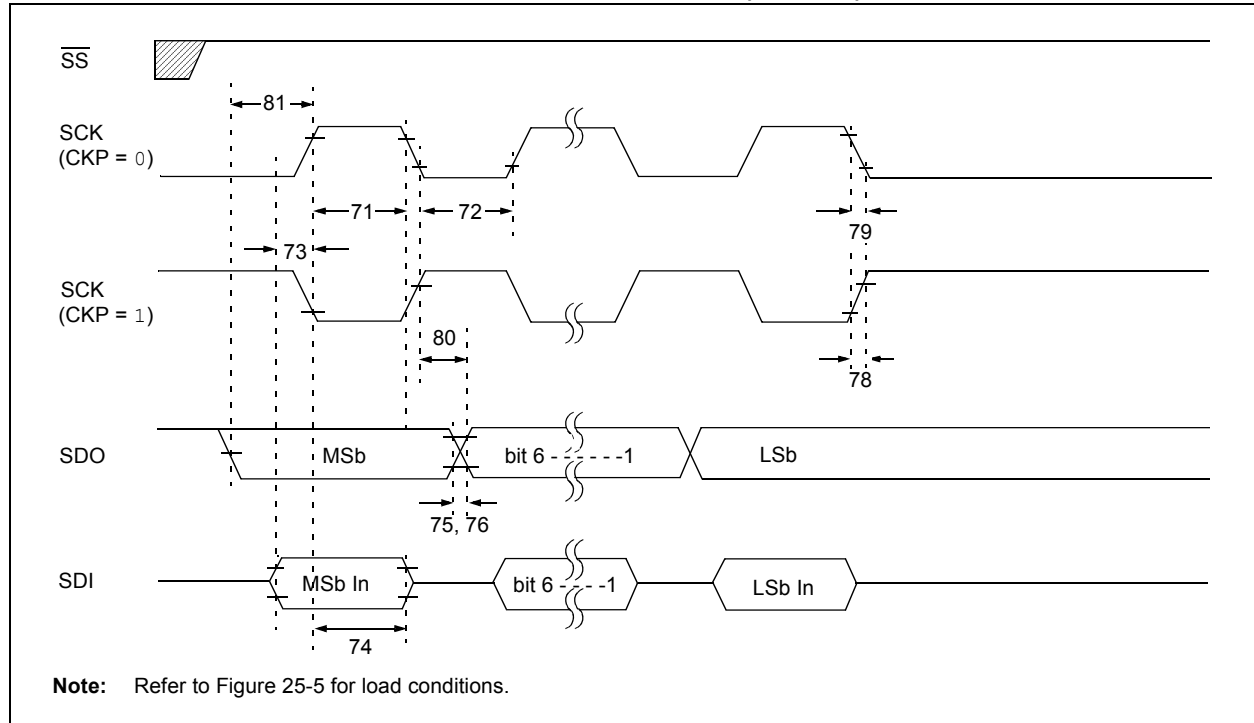 SS
81
SCK
(CKP = 0)
71
72
79
73
SCK
(CKP = 1)
80
78
SDO
MSb
bit 6 - - - - - -1
LSb
75, 76
SDI
MSb In
bit 6 - - - - -1
LSb In
74
Note: Refer to Figure 25-5 for load conditions.